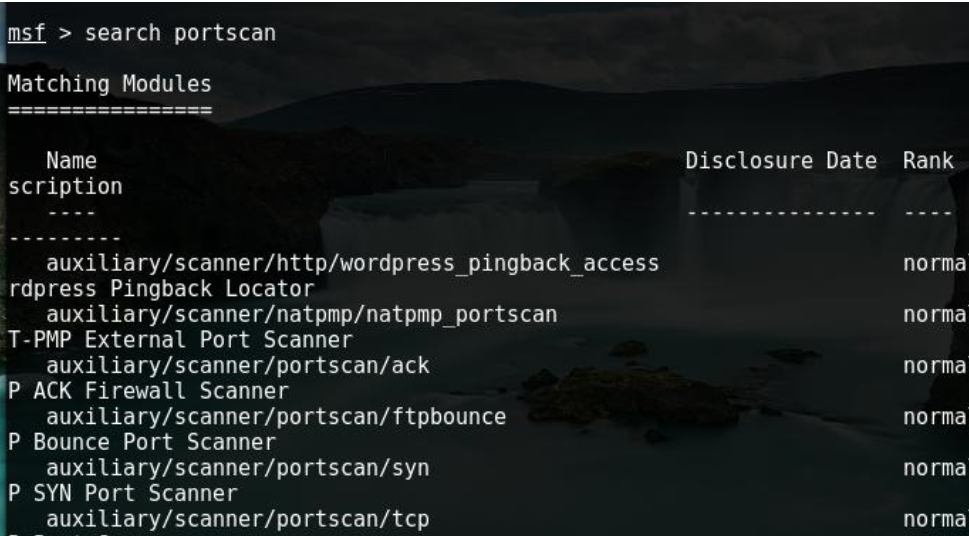 msf > search portscan
Matching Modules
================
Name Disclosure Date Rank
scription
---- --------------- ----
---------
auxiliary/scanner/http/wordpress_pingback_access normal
rdpress Pingback Locator
auxiliary/scanner/natpmp/natpmp_portscan normal
T-PMP External Port Scanner
auxiliary/scanner/portscan/ack normal
P ACK Firewall Scanner
auxiliary/scanner/portscan/ftpbounce norma
P Bounce Port Scanner
auxiliary/scanner/portscan/syn normal
P SYN Port Scanner
auxiliary/scanner/portscan/tcp normal